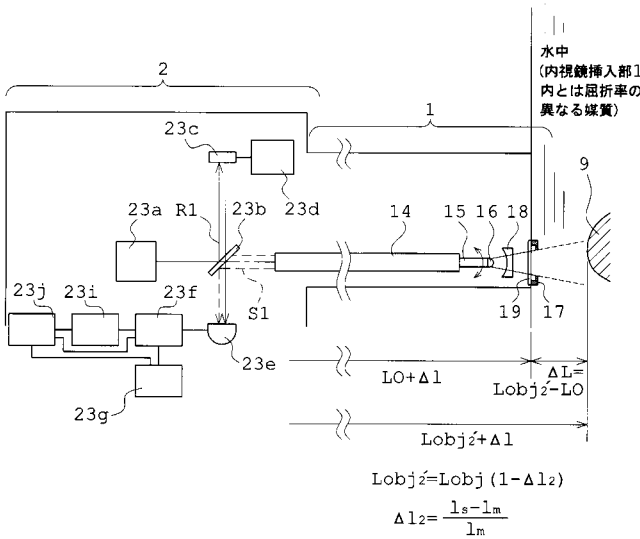 水中
(内視鏡挿入部1
内とは屈折率の
異なる媒質)
2
1
9
23c
23d
R1
23b
23a
14
15
16
18
23j
23i
23f
S1
19
17
23e
23g
LO+Δl
ΔL=
Lobj2'-LO
Lobj2'+Δl
Lobj2'=Lobj(1-Δl2)
Δl2=ls-lm/lm